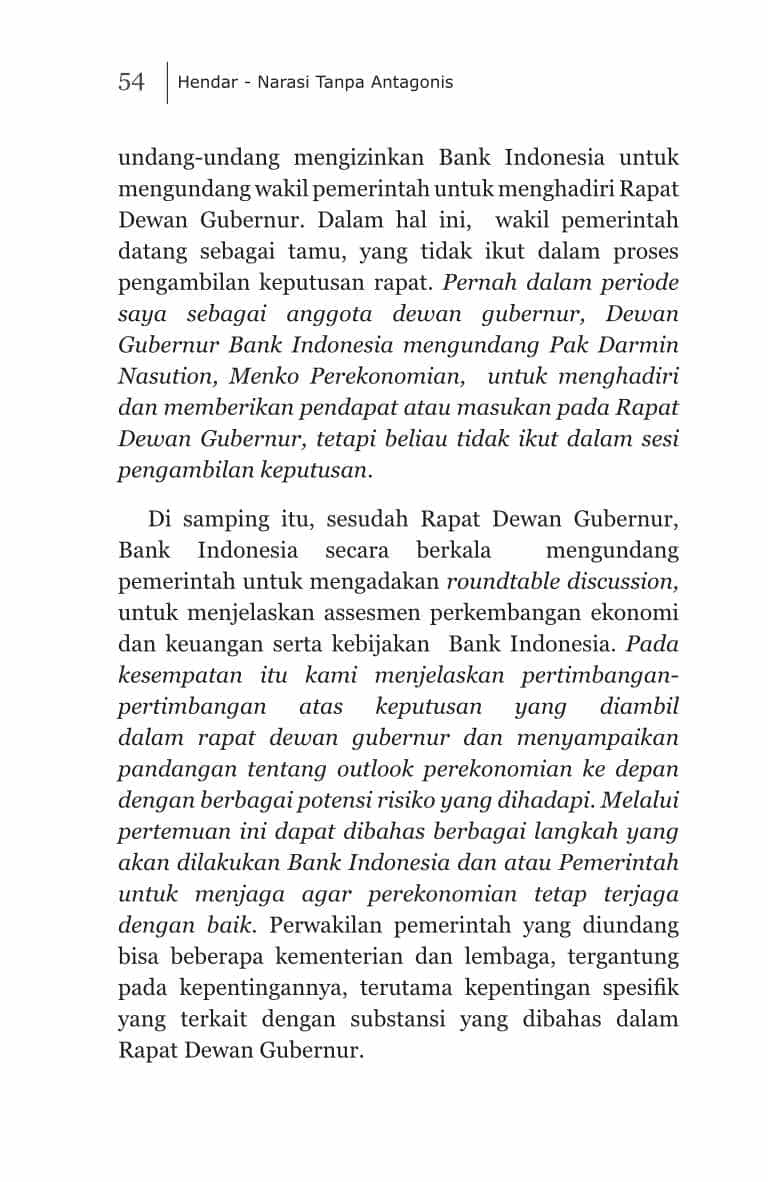 54
Hendar - Narasi Tanpa Antagonis
undang-undang mengizinkan Bank Indonesia untuk
mengundang wakil pemerintah untuk menghadiri Rapat
Dewan Gubernur. Dalam hal ini, wakil pemerintah
datang sebagai tamu, yang tidak ikut dalam proses
pengambilan keputusan rapat. Pernah dalam periode
saya sebagai anggota dewan gubernur, Dewan
Gubernur Bank Indonesia mengundang Pak Darmin
Nasution, Menko Perekonomian, untuk menghadiri
dan memberikan pendapat atau masukan pada Rapat
Dewan Gubernur, tetapi beliau tidak ikut dalam sesi
pengambilan keputusan.
Di samping itu, sesudah Rapat Dewan Gubernur,
Bank Indonesia secara berkala mengundang
pemerintah untuk mengadakan roundtable discussion,
untuk menjelaskan assesmen perkembangan ekonomi
dan keuangan serta kebijakan Bank Indonesia. Pada
kesempatan itu kami menjelaskan pertimbangan-
pertimbangan atas keputusan yang diambil
dalam rapat dewan gubernur dan menyampaikan
pandangan tentang outlook perekonomian ke depan
dengan berbagai potensi risiko yang dihadapi. Melalui
pertemuan ini dapat dibahas berbagai langkah yang
akan dilakukan Bank Indonesia dan atau Pemerintah
untuk menjaga agar perekonomian tetap terjaga
dengan baik. Perwakilan pemerintah yang diundang
bisa beberapa kementerian dan lembaga, tergantung
pada kepentingannya, terutama kepentingan spesifik
yang terkait dengan substansi yang dibahas dalam
Rapat Dewan Gubernur.